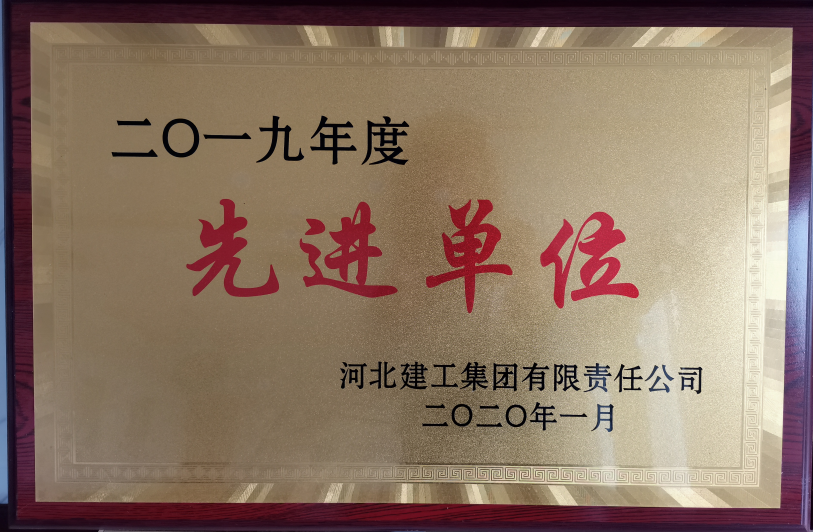 二〇一九年度
先进单位
河北建工集团有限责任公司
二〇二〇年一月